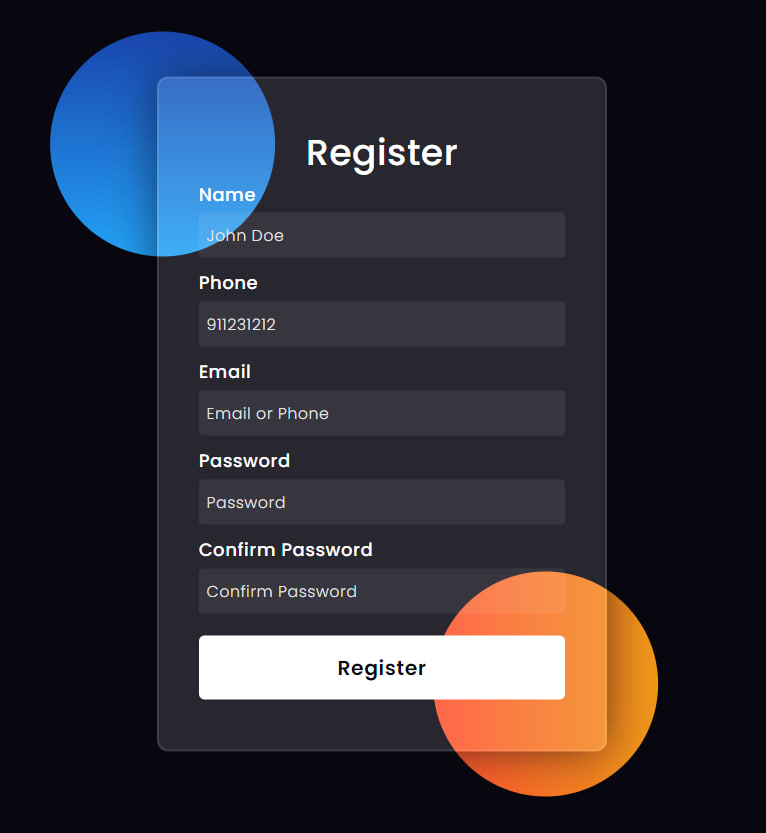 Register
Name
John Doe
Phone
911231212
Email
Email or Phone
Password
Password
Confirm Password
Confirm Password
Register